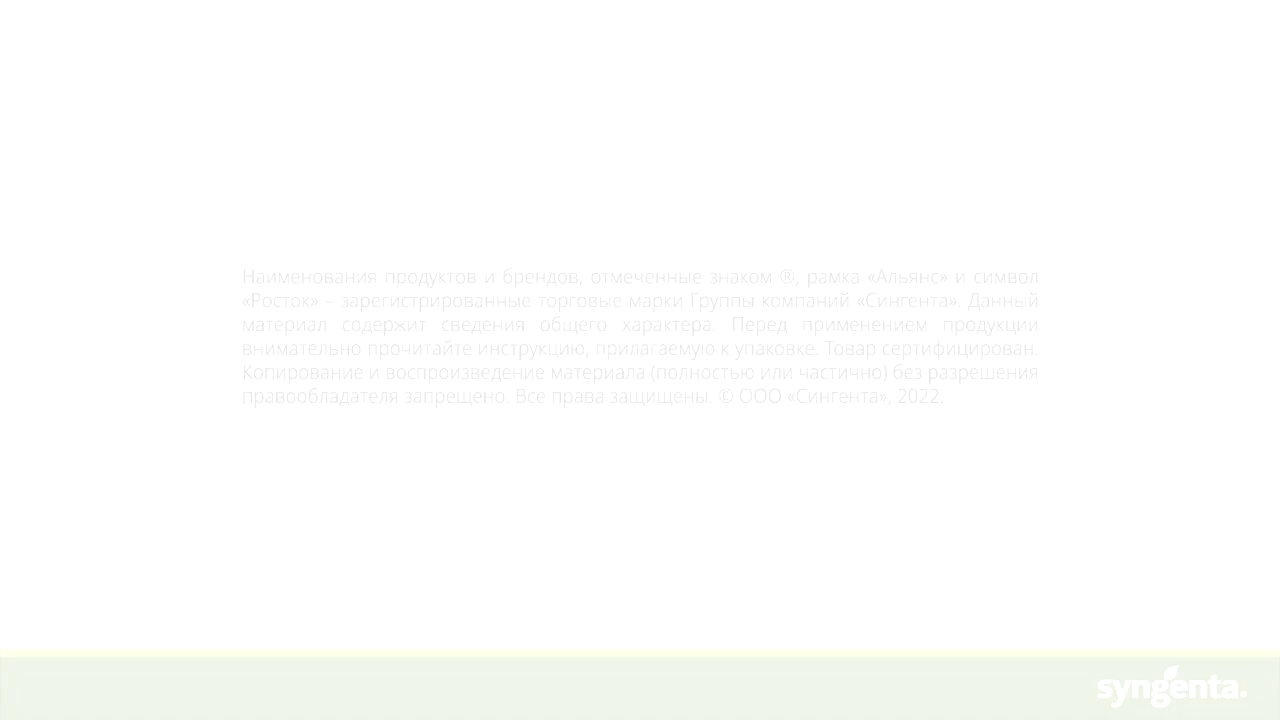 Наименования продуктов и брендов, отмеченные знаком ®, рамка «Альянс» и символ
«Росток» – зарегистрированные торговые марки Группы компаний «Сингента». Данный
материал содержит сведения общего характера. Перед применением продукции
внимательно прочитайте инструкцию, прилагаемую к упаковке. Товар сертифицирован.
Копирование и воспроизведение материала (полностью или частично) без разрешения
правообладателя запрещено. Все права защищены. © ООО «Сингента», 2022.
syngenta.